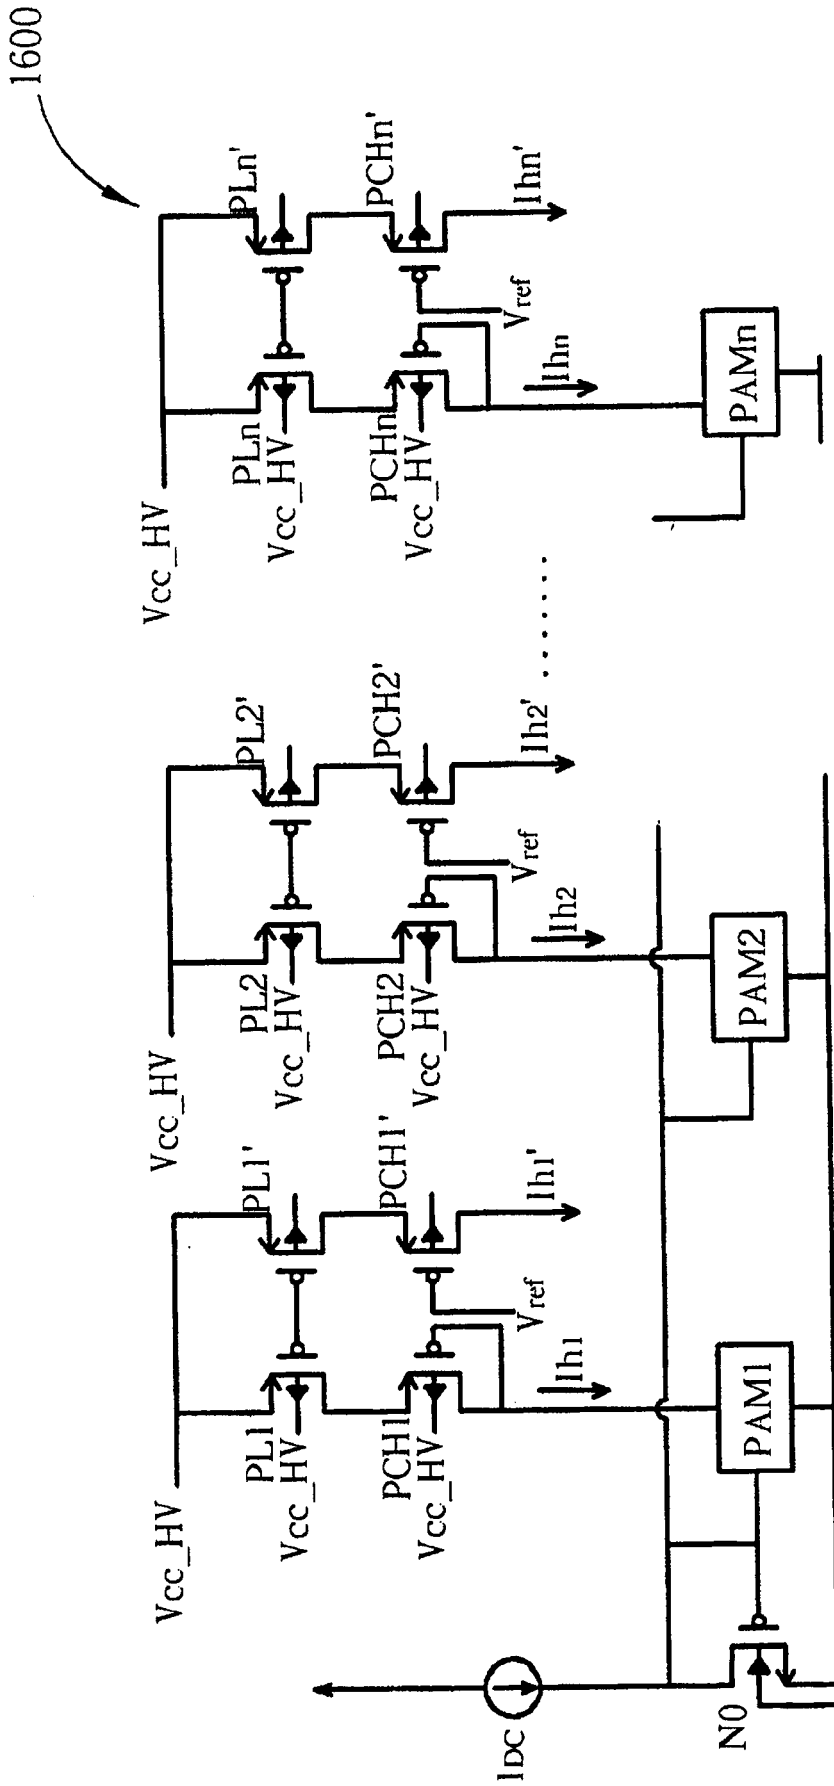 1600
Vcc_HV
Vcc_HV
Vcc_HV
PL1
Vcc_HV
PL1'
PL2
Vcc_HV
PL2'
PLn
Vcc_HV
PLn'
PCH1
Vcc_HV
PCH1'
PCH2
Vcc_HV
PCH2'
PCHn
Vcc_HV
PCHn'
Vref
Vref
Vref
IDC
Ih1
Ih1'
Ih2
Ih2'
.......
Ihn
Ihn'
N0
PAM1
PAM2
PAMn